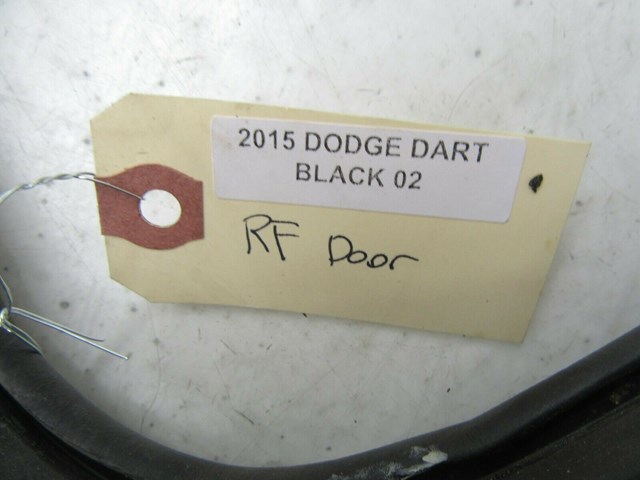 2015 DODGE DART
BLACK 02
RF Door